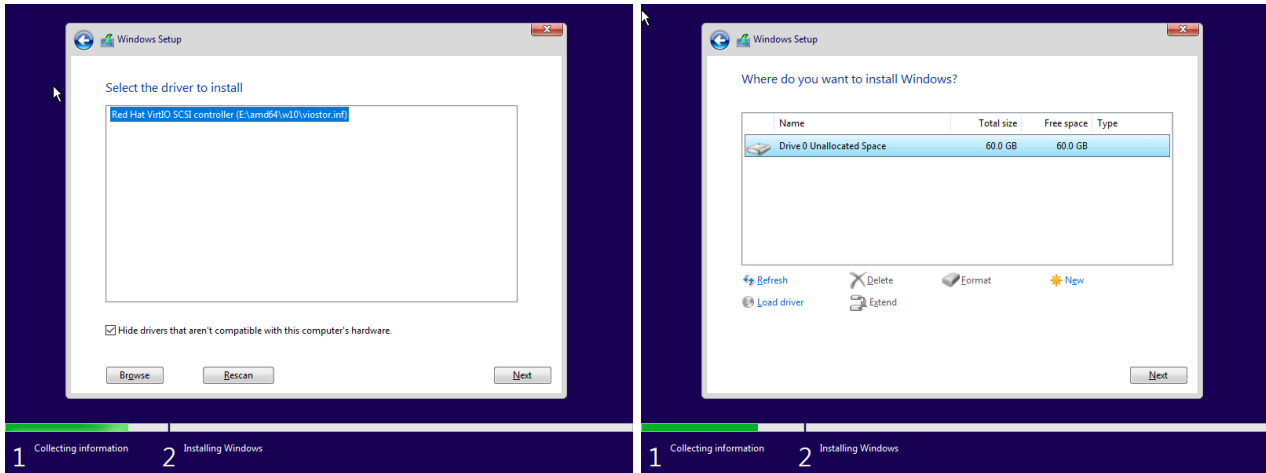 Windows Setup
Select the driver to install
Red Hat VirtIO SCSI controller (E:\amd64\w10\viostor.inf)
Hide drivers that aren't compatible with this computer's hardware.
Browse Rescan Next
1 Collecting information 2 Installing Windows
Windows Setup
Where do you want to install Windows?
Name Total size Free space Type
Drive 0 Unallocated Space 60.0 GB 60.0 GB
Refresh Delete Format New
Load driver Extend
Next
1 Collecting information 2 Installing Windows